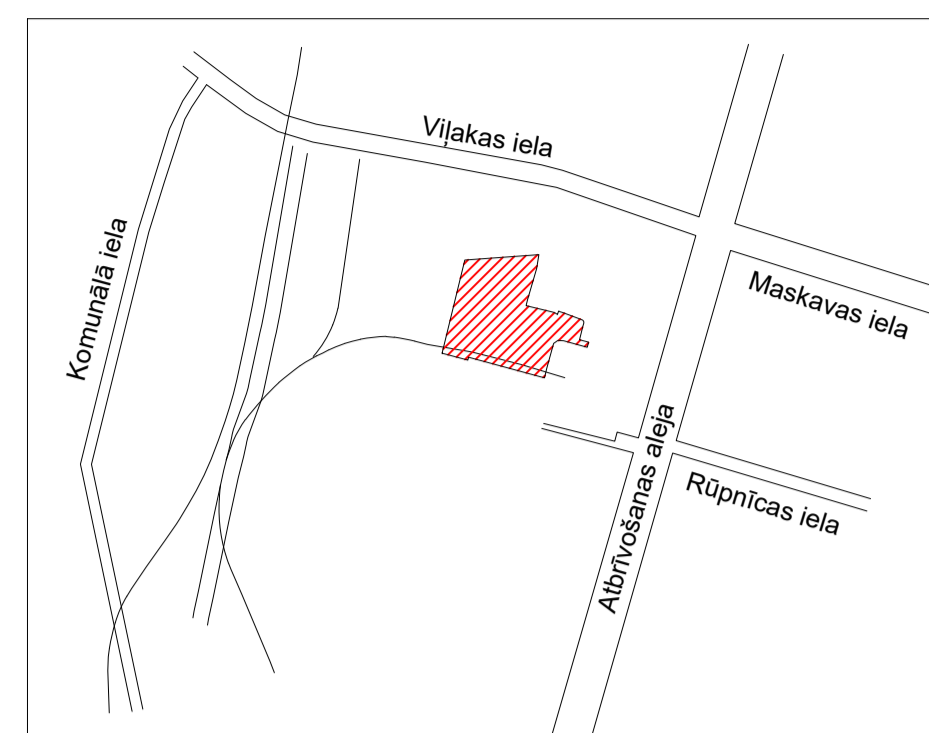 Viļakas iela
Komunālā iela
Maskavas iela
Atbrīvošanas aleja
Rūpnīcas iela